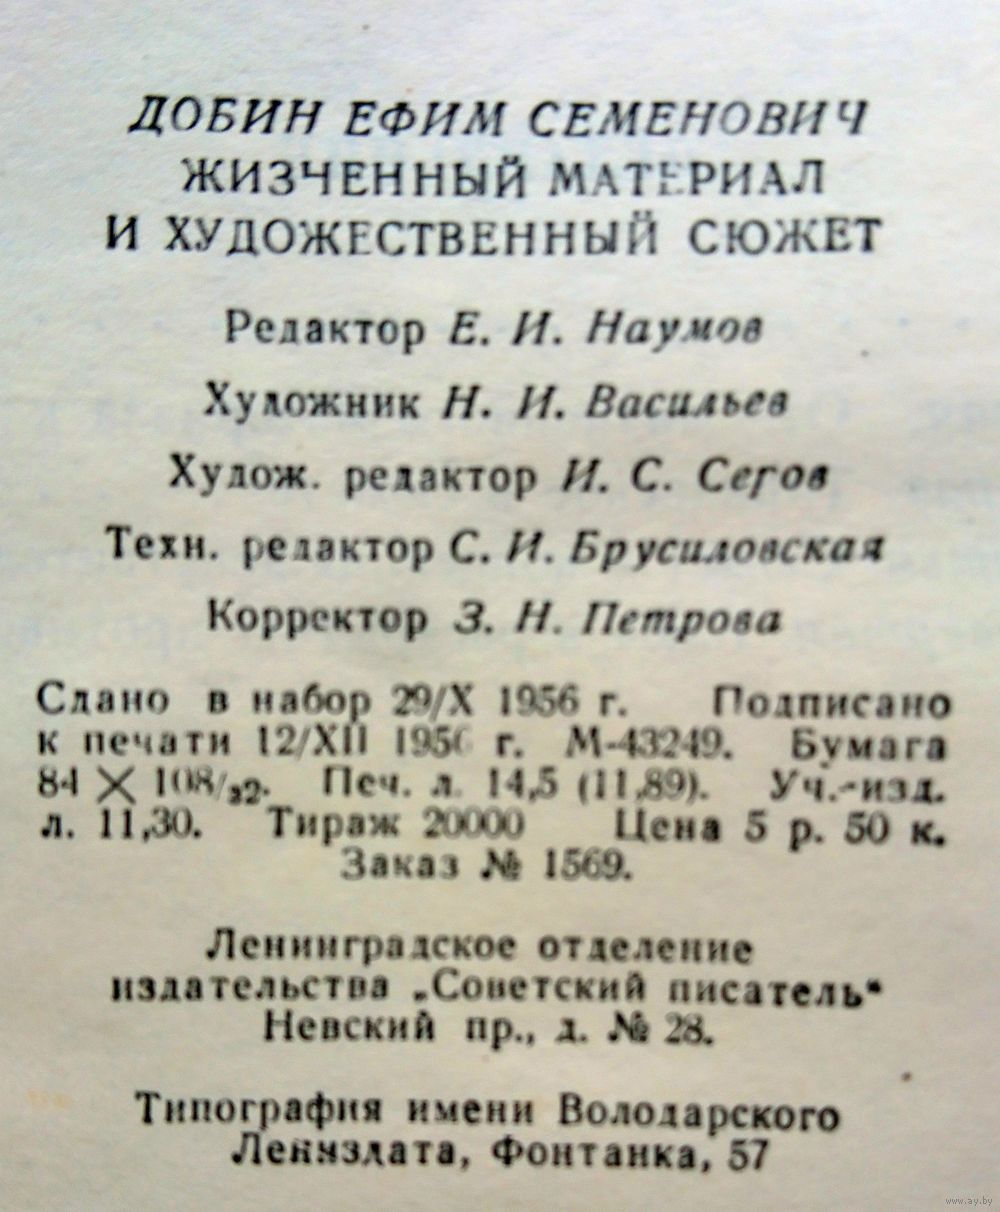 ДОБИН ЕФИМ СЕМЕНОВИЧ
ЖИЗЧЕННЫЙ МАТЕРИАЛ
И ХУДОЖЕСТВЕННЫЙ СЮЖЕТ
Редактор Е. И. Наумов
Художник Н. И. Васильев
Худож. редактор И. С. Сегов
Техн. редактор С. И. Брусиловская
Корректор З. Н. Петрова
Сдано в набор 29/X 1956 г. Подписано
к печати 12/XII 1956 г. М-43249. Бумага
84 × 108/32. Печ. л. 14,5 (11,89). Уч.-изд.
л. 11,30. Тираж 20000 Цена 5 р. 50 к.
Заказ № 1569.
Ленинградское отделение
издательства „Советский писатель“
Невский пр., д. № 28.
Типография имени Володарского
Лениздата, Фонтанка, 57
www.ay.by